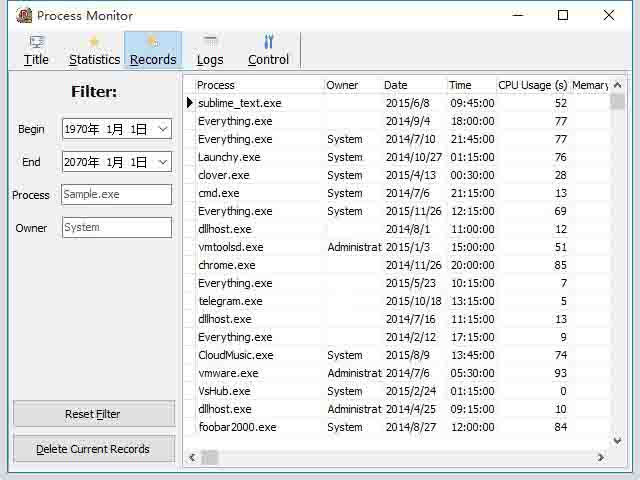 Process Monitor
Title Statistics Records Logs Control
Filter:
Begin 1970年 1月 1日
End 2070年 1月 1日
Process Sample.exe
Owner System
Reset Filter
Delete Current Records
Process Owner Date Time CPU Usage (s) Memory
sublime_text.exe 2015/6/8 09:45:00 52
Everything.exe 2014/9/4 18:00:00 77
Everything.exe System 2014/7/10 21:45:00 77
Launchy.exe System 2014/10/27 01:15:00 76
clover.exe System 2015/4/13 00:30:00 28
cmd.exe System 2014/7/6 21:15:00 13
Everything.exe System 2015/11/26 12:15:00 69
dllhost.exe 2014/8/1 11:00:00 12
vmtoolsd.exe Administrat 2015/1/3 15:00:00 51
chrome.exe 2014/11/26 20:00:00 85
Everything.exe 2015/5/23 10:15:00 7
telegram.exe 2015/10/18 13:15:00 5
dllhost.exe 2014/7/16 11:15:00 13
Everything.exe 2014/2/12 17:15:00 9
CloudMusic.exe System 2015/8/9 13:45:00 74
vmware.exe Administrat 2014/7/6 05:30:00 93
VsHub.exe System 2015/2/24 01:15:00 0
dllhost.exe Administrat 2014/4/25 09:15:00 10
foobar2000.exe System 2014/8/27 12:00:00 84